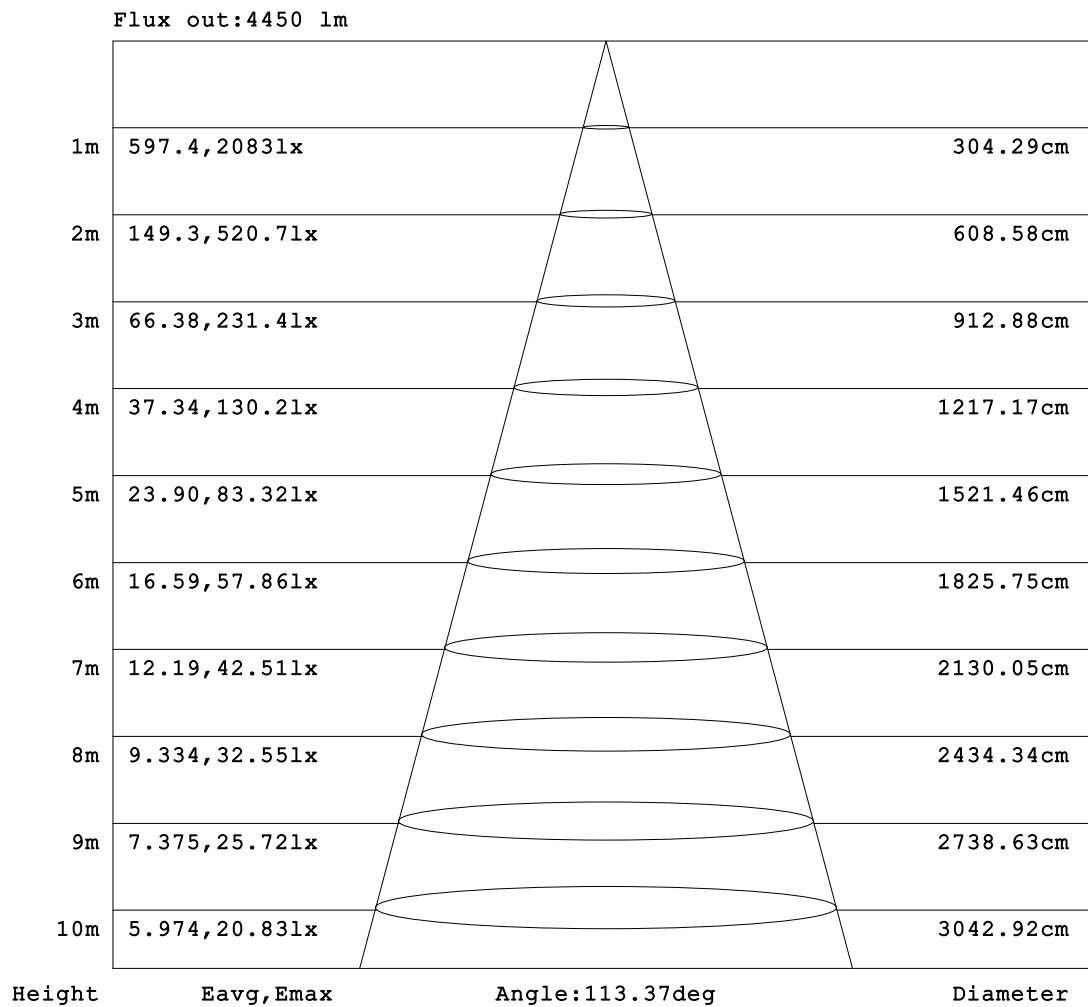 Flux out:4450 lm
1m 597.4,2083lx 304.29cm
2m 149.3,520.7lx 608.58cm
3m 66.38,231.4lx 912.88cm
4m 37.34,130.2lx 1217.17cm
5m 23.90,83.32lx 1521.46cm
6m 16.59,57.86lx 1825.75cm
7m 12.19,42.51lx 2130.05cm
8m 9.334,32.55lx 2434.34cm
9m 7.375,25.72lx 2738.63cm
10m 5.974,20.83lx 3042.92cm
Height Eavg,Emax Angle:113.37deg Diameter